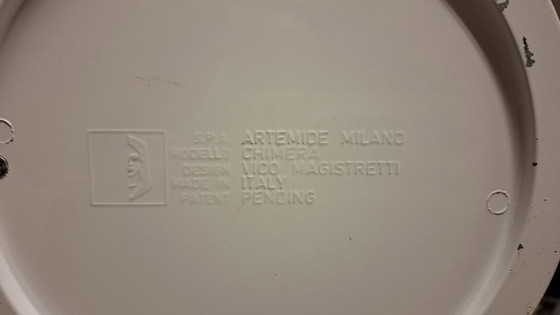 S.P.A. ARTEMIDE MILANO
MODELLO CHIMERA
DESIGN VICO MAGISTRETTI
MADE IN ITALY
PATENT PENDING